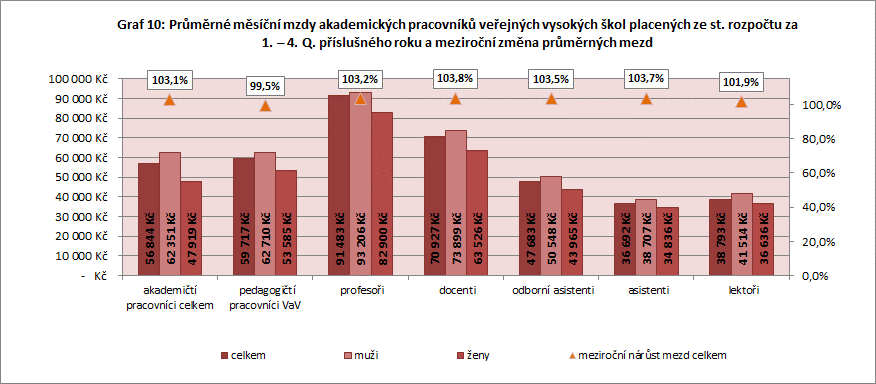 Graf 10: Průměrné měsíční mzdy akademických pracovníků veřejných vysokých škol placených ze st. rozpočtu za
1. – 4. Q. příslušného roku a meziroční změna průměrných mezd
103,1%
99,5%
103,2%
103,8%
103,5%
103,7%
101,9%
100 000 Kč
90 000 Kč
80 000 Kč
70 000 Kč
60 000 Kč
50 000 Kč
40 000 Kč
30 000 Kč
20 000 Kč
10 000 Kč
- Kč
56 844 Kč
62 351 Kč
47 919 Kč
59 717 Kč
62 710 Kč
53 585 Kč
91 483 Kč
93 206 Kč
82 900 Kč
70 927 Kč
73 899 Kč
63 526 Kč
47 683 Kč
50 548 Kč
43 965 Kč
36 692 Kč
38 707 Kč
34 836 Kč
38 793 Kč
41 514 Kč
36 636 Kč
100,0%
80,0%
60,0%
40,0%
20,0%
0,0%
akademičtí
pracovníci celkem
pedagogičtí
pracovníci VaV
profesoři
docenti
odborní asistenti
asistenti
lektoři
celkem
muži
ženy
meziroční nárůst mezd celkem